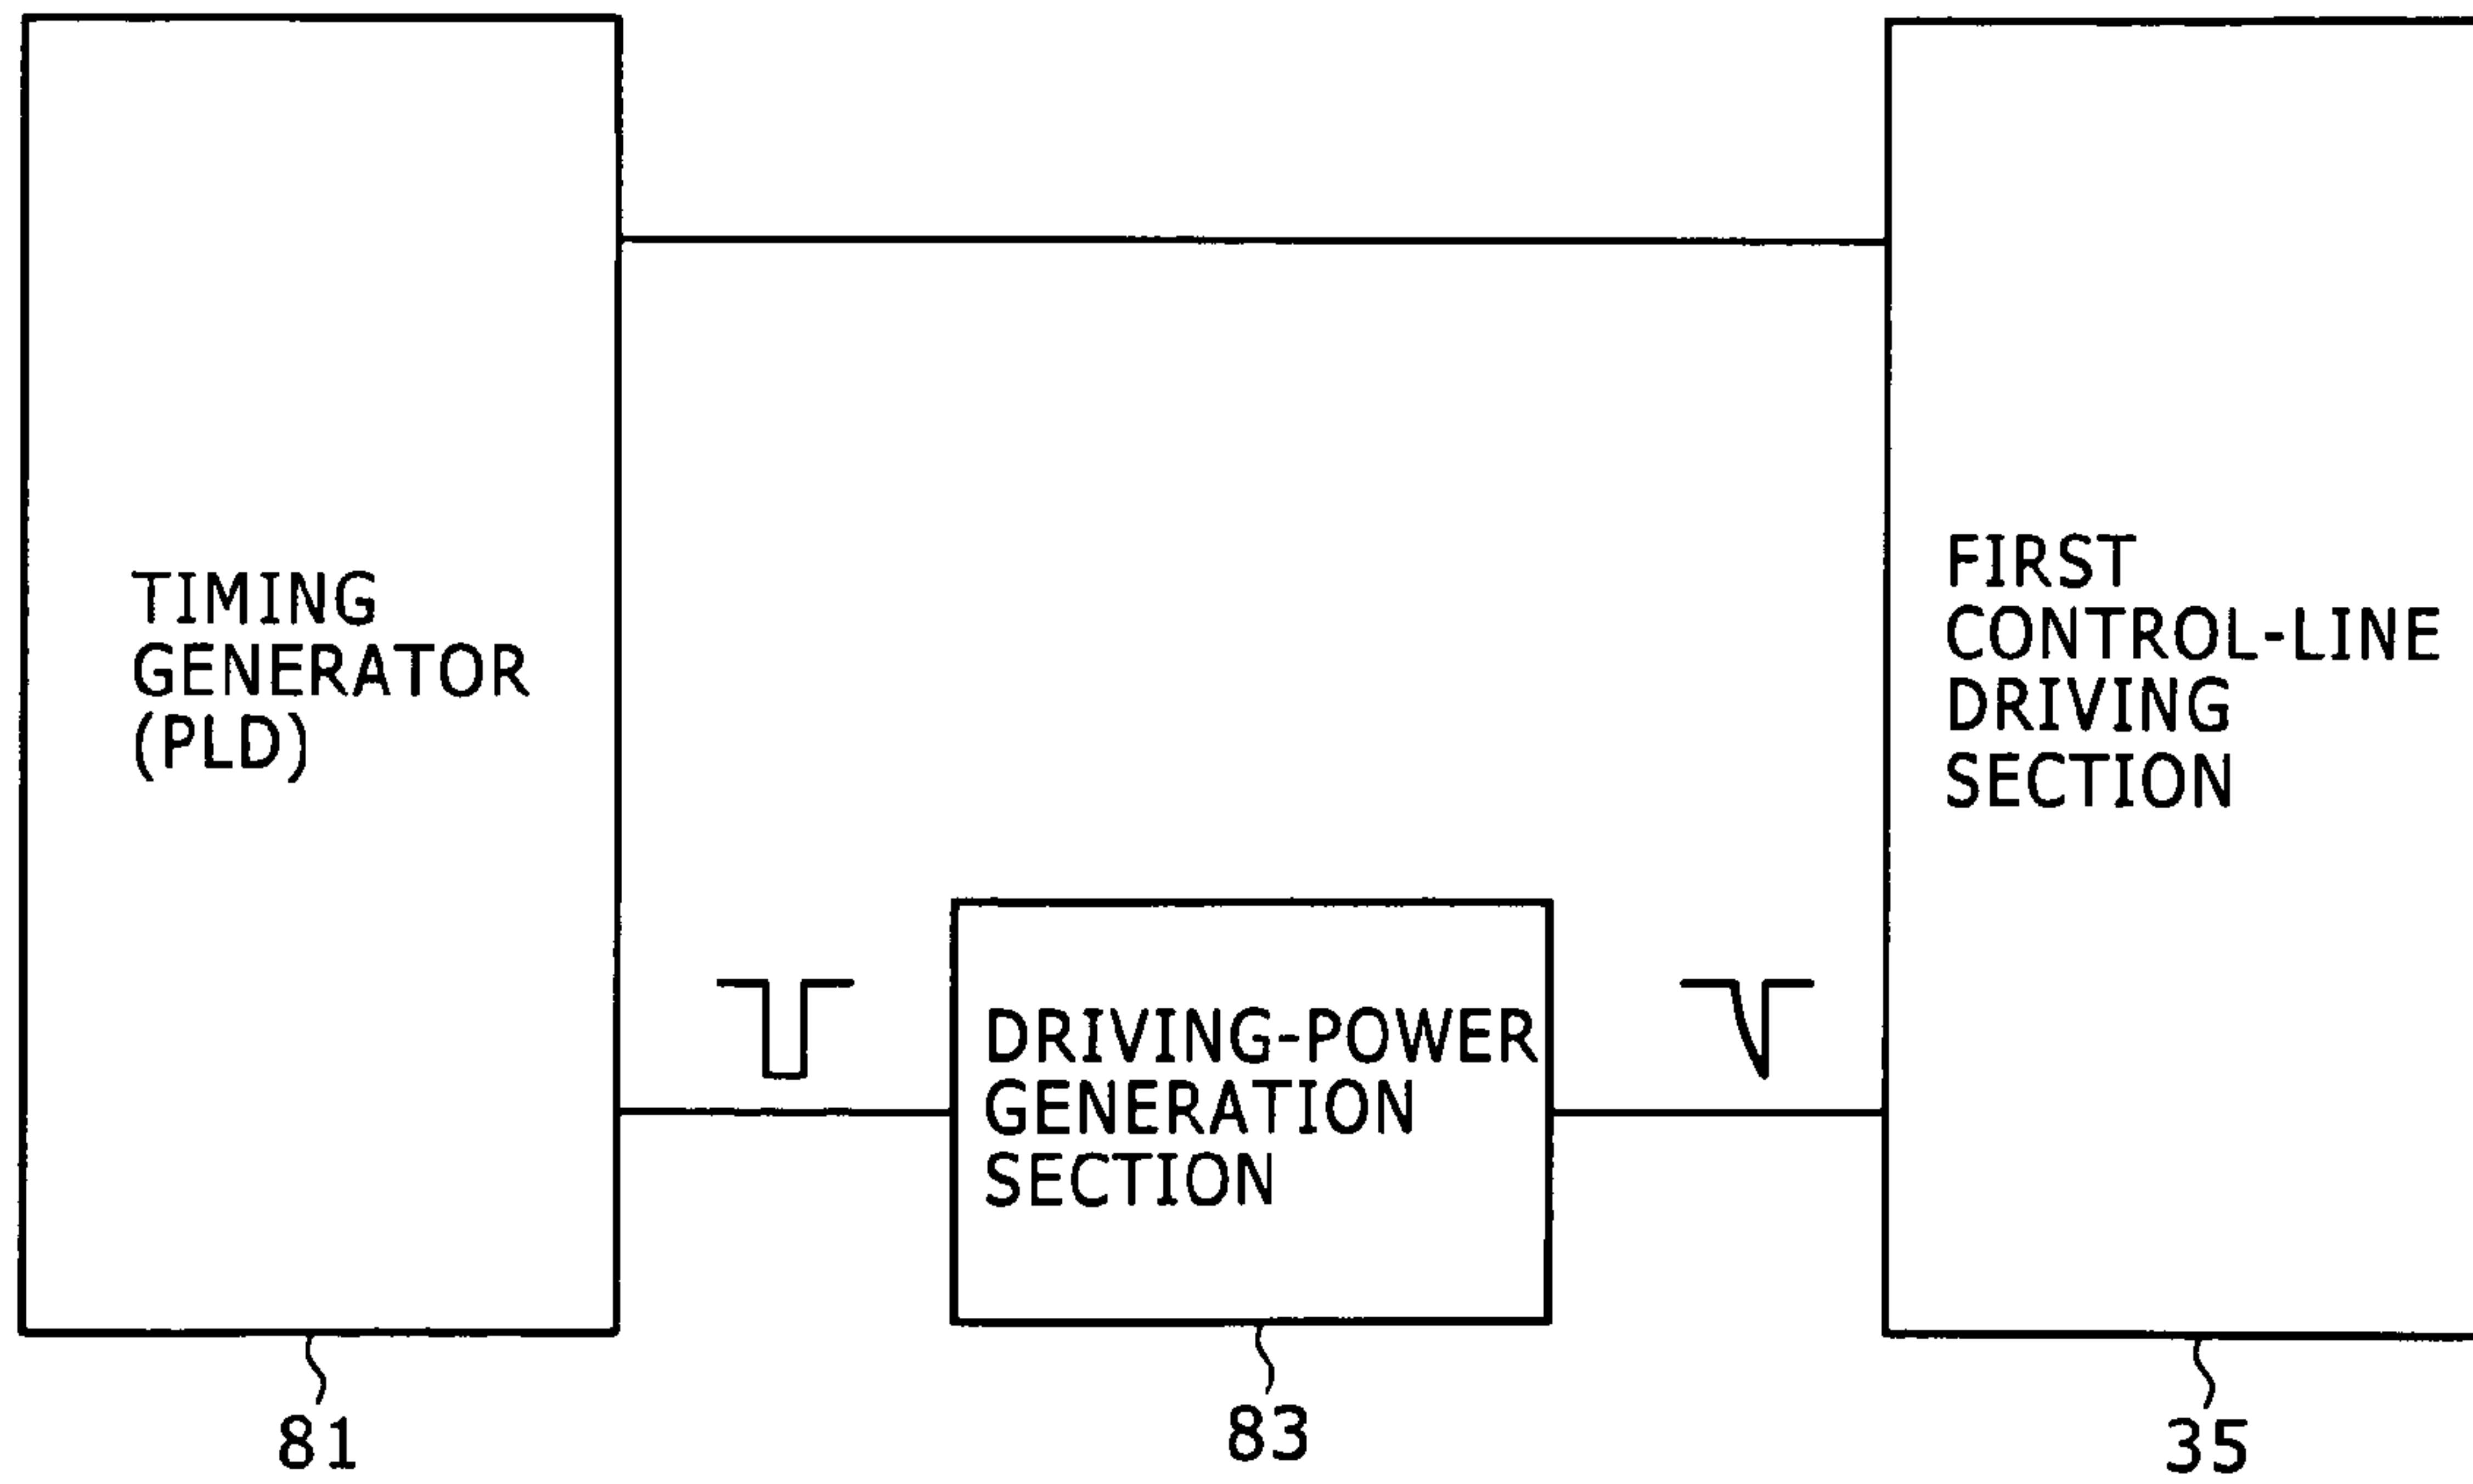 TIMING
GENERATOR
(PLD)
FIRST
CONTROL-LINE
DRIVING
SECTION
DRIVING-POWER
GENERATION
SECTION
81
83
35